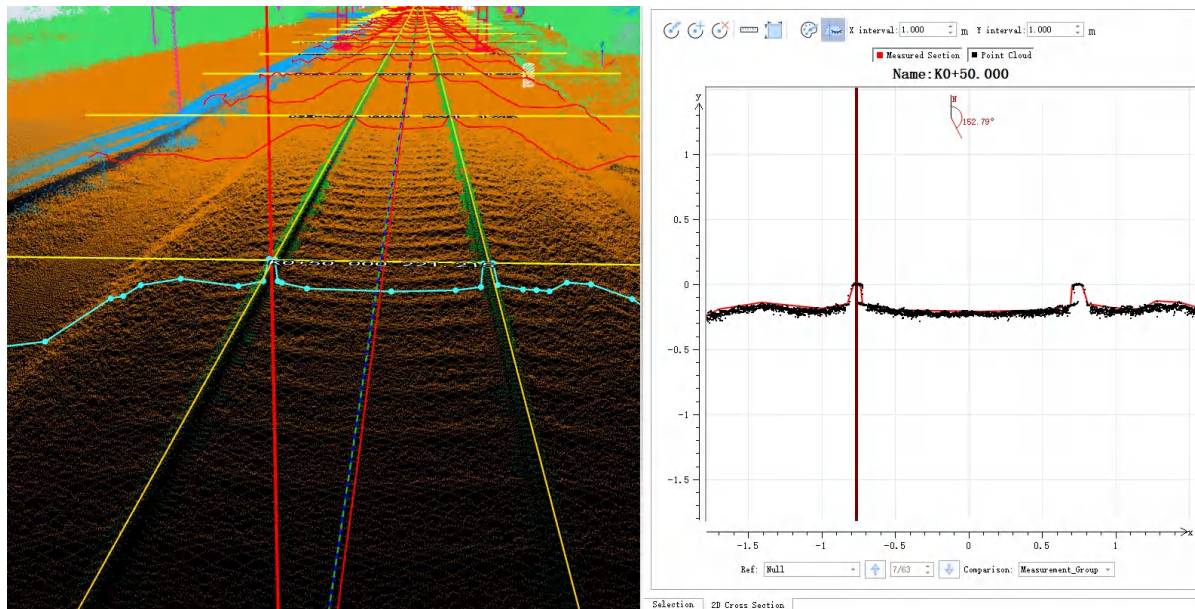 X interval: 1.000 m Y interval: 1.000 m
Measured Section Point Cloud
Name:K0+50.000
y
N
152.79°
1
0.5
0
-0.5
-1
-1.5
-1.5 -1 -0.5 0 0.5 1 x
Ref: Null 7/63 Comparison: Measurement_Group
Selection 2D Cross Section